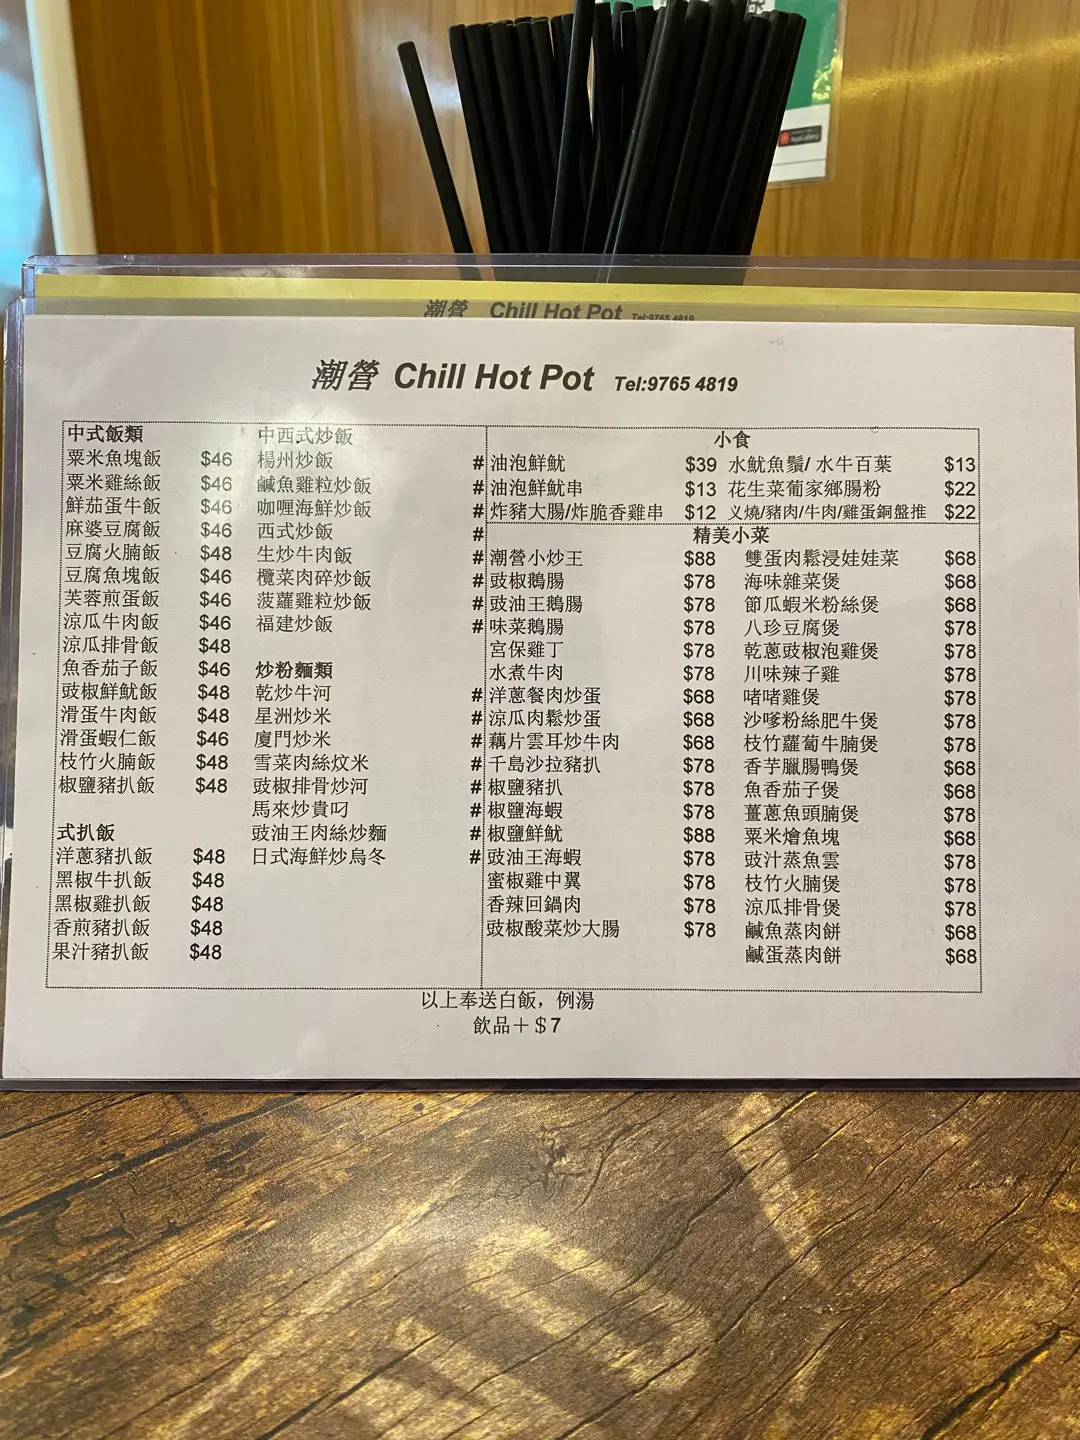 潮營 Chill Hot Pot Tel:9765 4819
潮營 Chill Hot Pot Tel:9765 4819
中式飯類
粟米魚塊飯 $46
粟米雞絲飯 $46
鮮茄蛋牛飯 $46
麻婆豆腐飯 $46
豆腐火腩飯 $48
豆腐魚塊飯 $46
芙蓉煎蛋飯 $46
涼瓜牛肉飯 $46
涼瓜排骨飯 $48
魚香茄子飯 $46
豉椒鮮魷飯 $48
滑蛋牛肉飯 $48
滑蛋蝦仁飯 $46
枝竹火腩飯 $48
椒鹽豬扒飯 $48
式扒飯
洋蔥豬扒飯 $48
黑椒牛扒飯 $48
黑椒雞扒飯 $48
香煎豬扒飯 $48
果汁豬扒飯 $48
中西式炒飯
楊州炒飯 #
鹹魚雞粒炒飯 #
咖喱海鮮炒飯 #
西式炒飯 #
生炒牛肉飯 #
欖菜肉碎炒飯 #
菠蘿雞粒炒飯 #
福建炒飯 #
炒粉麵類
乾炒牛河 #
星洲炒米 #
廈門炒米 #
雪菜肉絲炆米 #
豉椒排骨炒河 #
馬來炒貴刁 #
豉油王肉絲炒麵 #
日式海鮮炒烏冬 #
小食
油泡鮮魷 $39 水魷魚鬚/ 水牛百葉 $13
油泡鮮魷串 $13 花生菜葡家鄉腸粉 $22
炸豬大腸/炸脆香雞串 $12 义燒/豬肉/牛肉/雞蛋銅盤推 $22
精美小菜
潮營小炒王 $88 雙蛋肉鬆浸娃娃菜 $68
豉椒鵝腸 $78 海味雜菜煲 $68
豉油王鵝腸 $78 節瓜蝦米粉絲煲 $68
味菜鵝腸 $78 八珍豆腐煲 $78
宮保雞丁 $78 乾蔥豉椒泡雞煲 $78
水煮牛肉 $78 川味辣子雞 $78
洋蔥餐肉炒蛋 $68 啫啫雞煲 $78
涼瓜肉鬆炒蛋 $68 沙嗲粉絲肥牛煲 $78
藕片雲耳炒牛肉 $68 枝竹蘿蔔牛腩煲 $78
千島沙拉豬扒 $78 香芋臘腸鴨煲 $68
椒鹽豬扒 $78 魚香茄子煲 $68
椒鹽海蝦 $78 薑蔥魚頭腩煲 $78
椒鹽鮮魷 $88 粟米燴魚塊 $68
豉油王海蝦 $78 豉汁蒸魚雲 $78
蜜椒雞中翼 $78 枝竹火腩煲 $78
香辣回鍋肉 $78 涼瓜排骨煲 $78
豉椒酸菜炒大腸 $78 鹹魚蒸肉餅 $68
鹹蛋蒸肉餅 $68
以上奉送白飯，例湯
飲品＋＄7